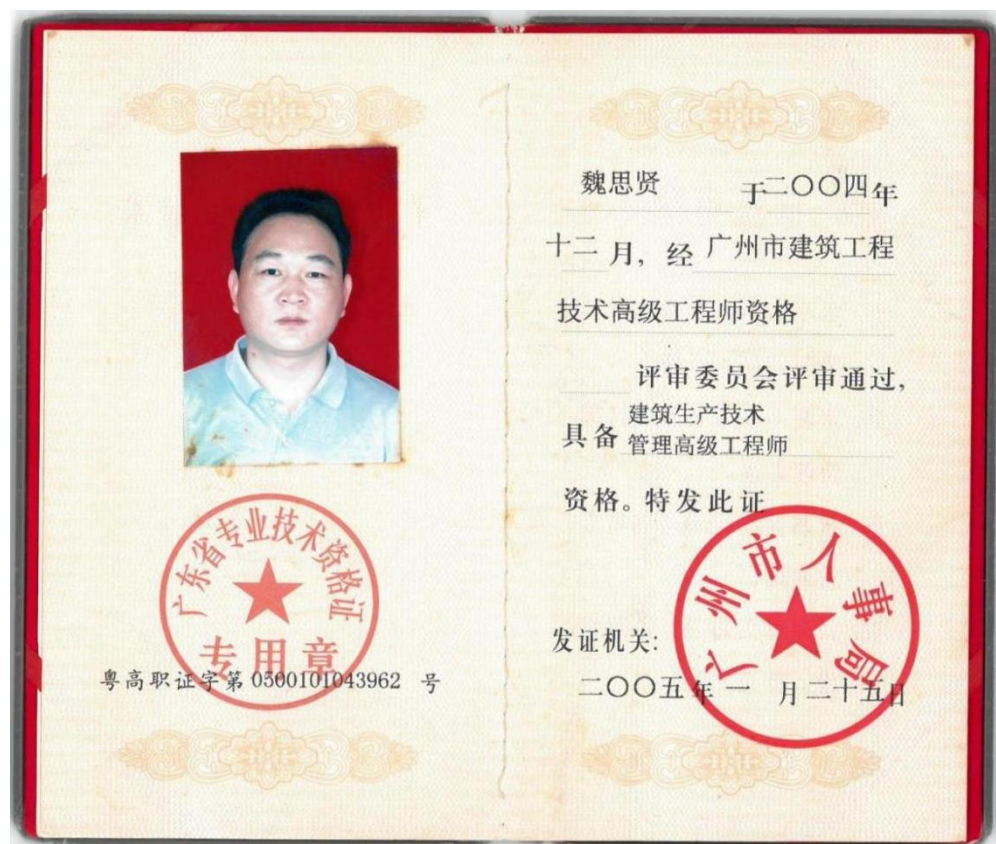 广东省专业技术资格证
专用章
粤高职证字第 0500101043962 号
魏思贤 于二〇〇四年
十二月，经广州市建筑工程
技术高级工程师资格
评审委员会评审通过，
具备 建筑生产技术
管理高级工程师
资格。特发此证
广州市人事局
发证机关：
二〇〇五年一月二十五日